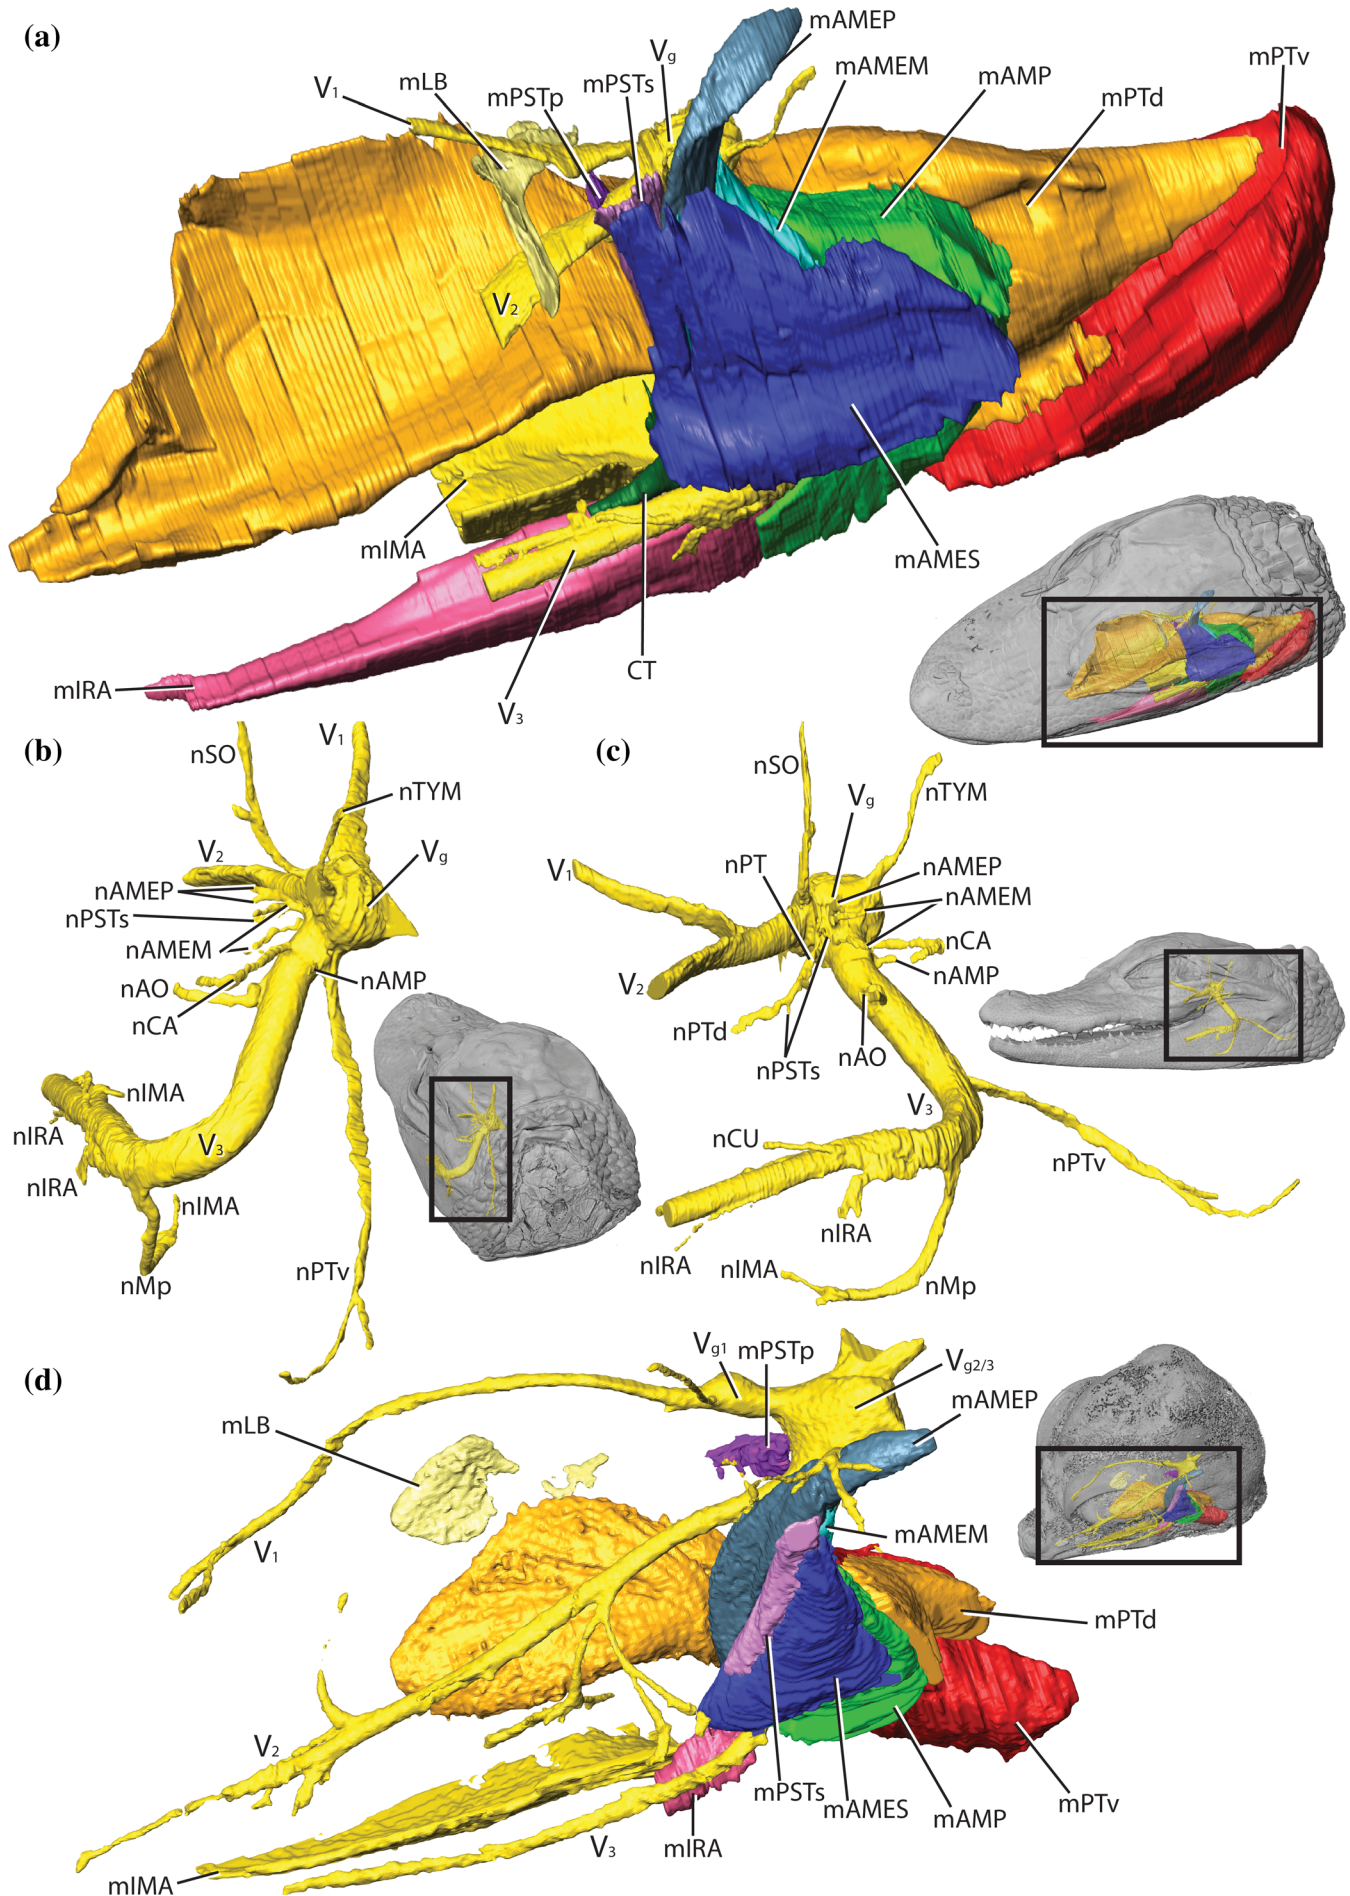 (a)
mAMEP
Vg
mAMEM
mPTv
mPSTs
mAMP
V1
mLB
mPSTp
mPTd
V2
mIMA
mAMES
CT
mIRA
V3
(b)
nSO
V1
nTYM
V2
Vg
nAMEP
nPSTs
nAMEM
nAMP
nAO
nCA
nIMA
nIRA
V3
nIRA
nIMA
nMp
nPTv
(c)
nSO
Vg
nTYM
nPT
nAMEP
V1
nAMEM
nCA
V2
nAMP
nPTd
nPSTs
nAO
V3
nCU
nPTv
nIRA
nIRA
nIMA
nMp
(d)
Vg1
mPSTp
Vg2/3
mAMEP
mLB
mAMEM
V1
mPTd
V2
mPSTs
mAMES
mAMP
mPTv
V3
mIRA
mIMA